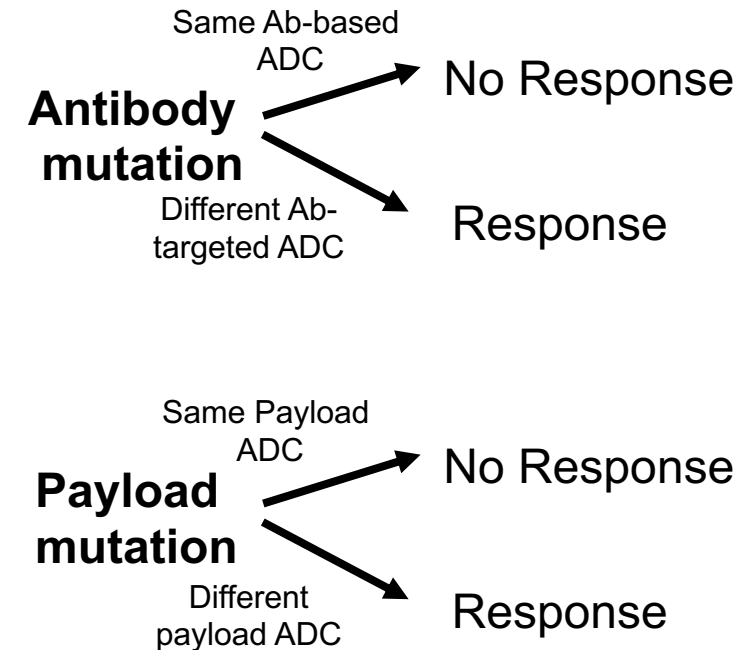 Same Ab-based
ADC
No Response
Antibody
mutation
Different Ab-
targeted ADC
Response
Same Payload
ADC
No Response
Payload
mutation
Different
payload ADC
Response